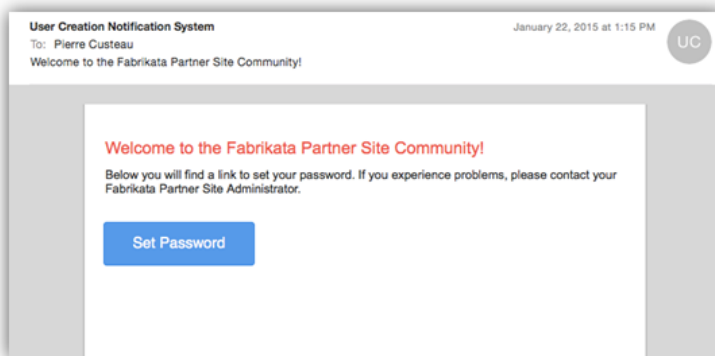 User Creation Notification System
January 22, 2015 at 1:15 PM
UC
To: Pierre Custeau
Welcome to the Fabrikata Partner Site Community!
Welcome to the Fabrikata Partner Site Community!
Below you will find a link to set your password. If you experience problems, please contact your
Fabrikata Partner Site Administrator.
Set Password